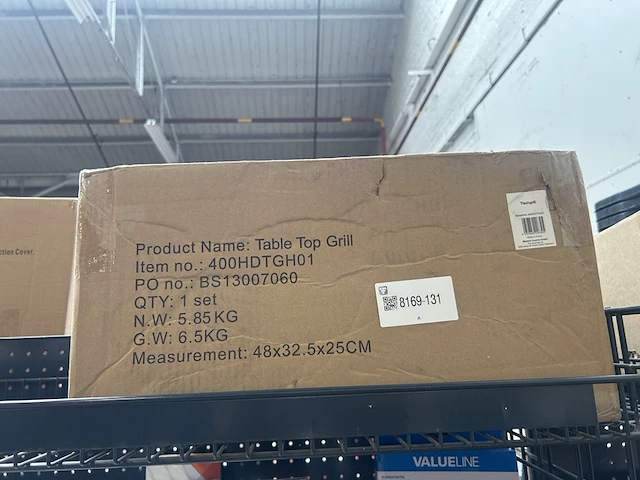 Product Name: Table Top Grill
Item no.: 400HDTGH01
PO no.: BS13007060
QTY: 1 set
N.W: 5.85KG
G.W: 6.5KG
Measurement: 48x32.5x25CM
8169-131
ction Cover,
VALUELINE